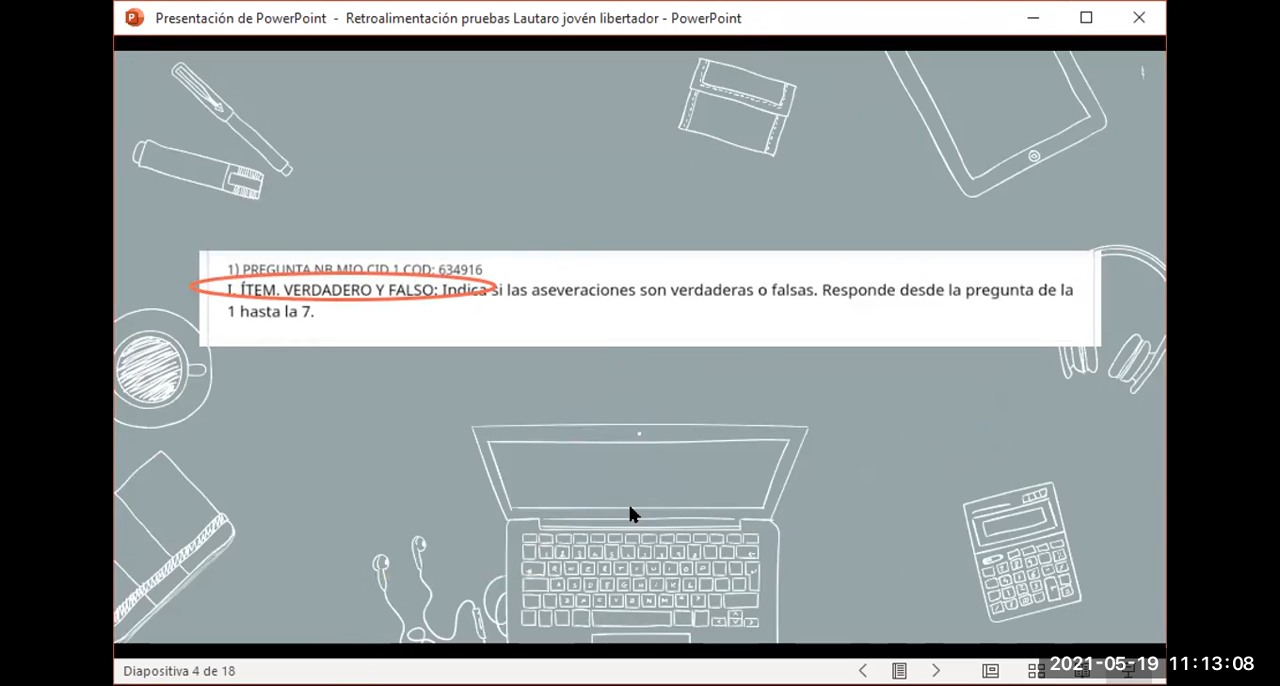 Presentación de PowerPoint - Retroalimentación pruebas Lautaro jovén libertador - PowerPoint
1) PREGUNTA NB MIO CID 1 COD: 634916
I. ÍTEM. VERDADERO Y FALSO: Indica si las aseveraciones son verdaderas o falsas. Responde desde la pregunta de la
1 hasta la 7.
Diapositiva 4 de 18
2021-05-19 11:13:08